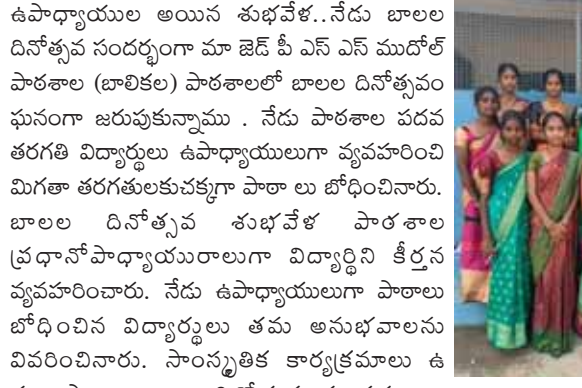 ఉపాధ్యాయుల అయిన శుభవేళ..నేడు బాలల
దినోత్సవ సందర్భంగా మా జెడ్ పీ ఎస్ ఎస్ ముదోల్
పాఠశాల (బాలికల) పాఠశాలలో బాలల దినోత్సవం
ఘనంగా జరుపుకున్నాము . నేడు పాఠశాల పదవ
తరగతి విద్యార్థులు ఉపాధ్యాయులుగా వ్యవహరించి
మిగతా తరగతులకుచక్కగా పాఠా లు బోధించినారు.
బాలల దినోత్సవ శుభవేళ పాఠశాల
ప్రధానోపాధ్యాయురాలుగా విద్యార్థిని కీర్తన
వ్యవహరించారు. నేడు ఉపాధ్యాయులుగా పాఠాలు
బోధించిన విద్యార్థులు తమ అనుభవాలను
వివరించినారు. సాంస్కృతిక కార్యక్రమాలు ఉ